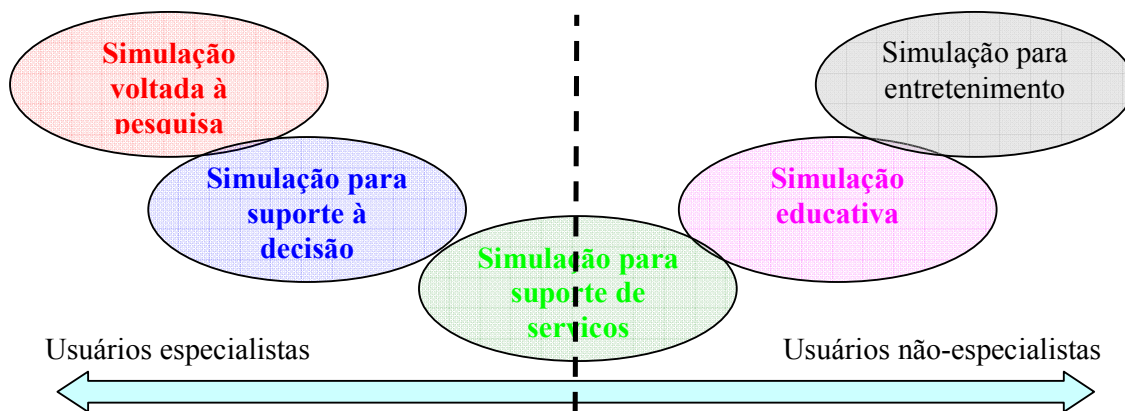 Simulação
voltada à
pesquisa
Simulação para
suporte à
decisão
Simulação para
suporte de
serviços
Simulação
educativa
Simulação para
entretenimento
Usuários especialistas
Usuários não-especialistas